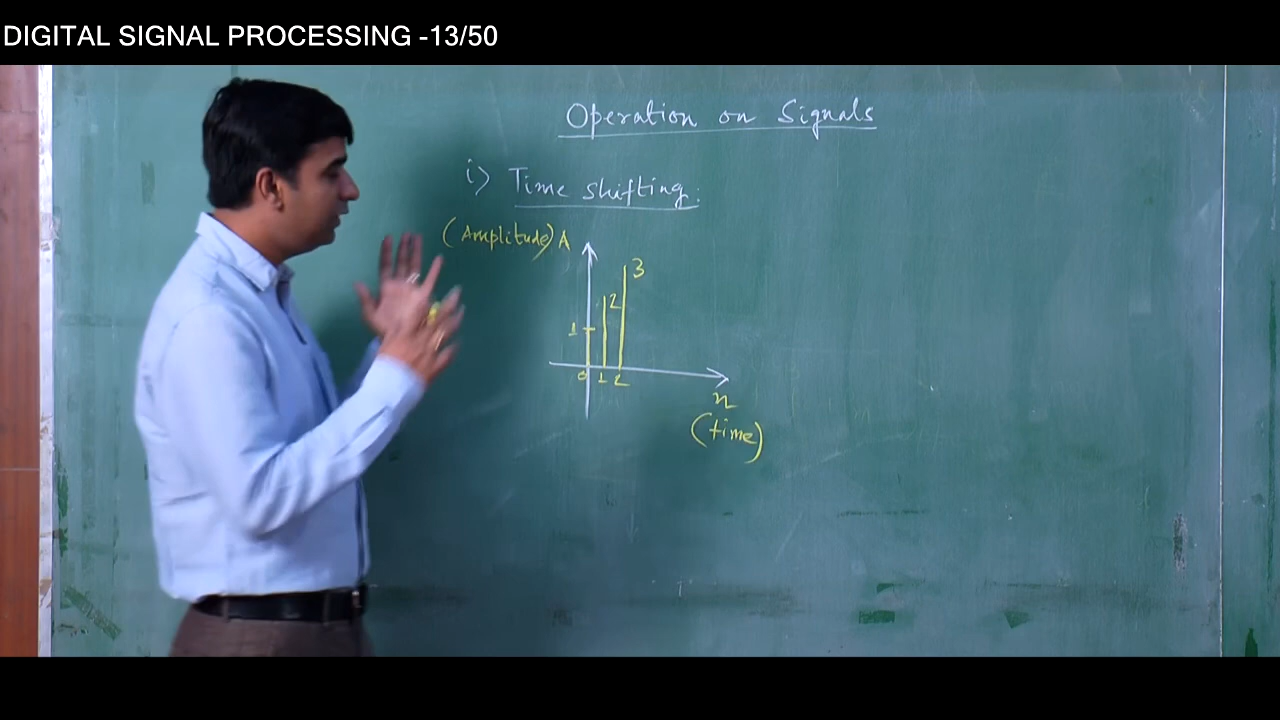 DIGITAL SIGNAL PROCESSING -13/50
Operation on Signals
i) Time shifting:
(Amplitude) A
3
2
1
0 1 2
n
(time)